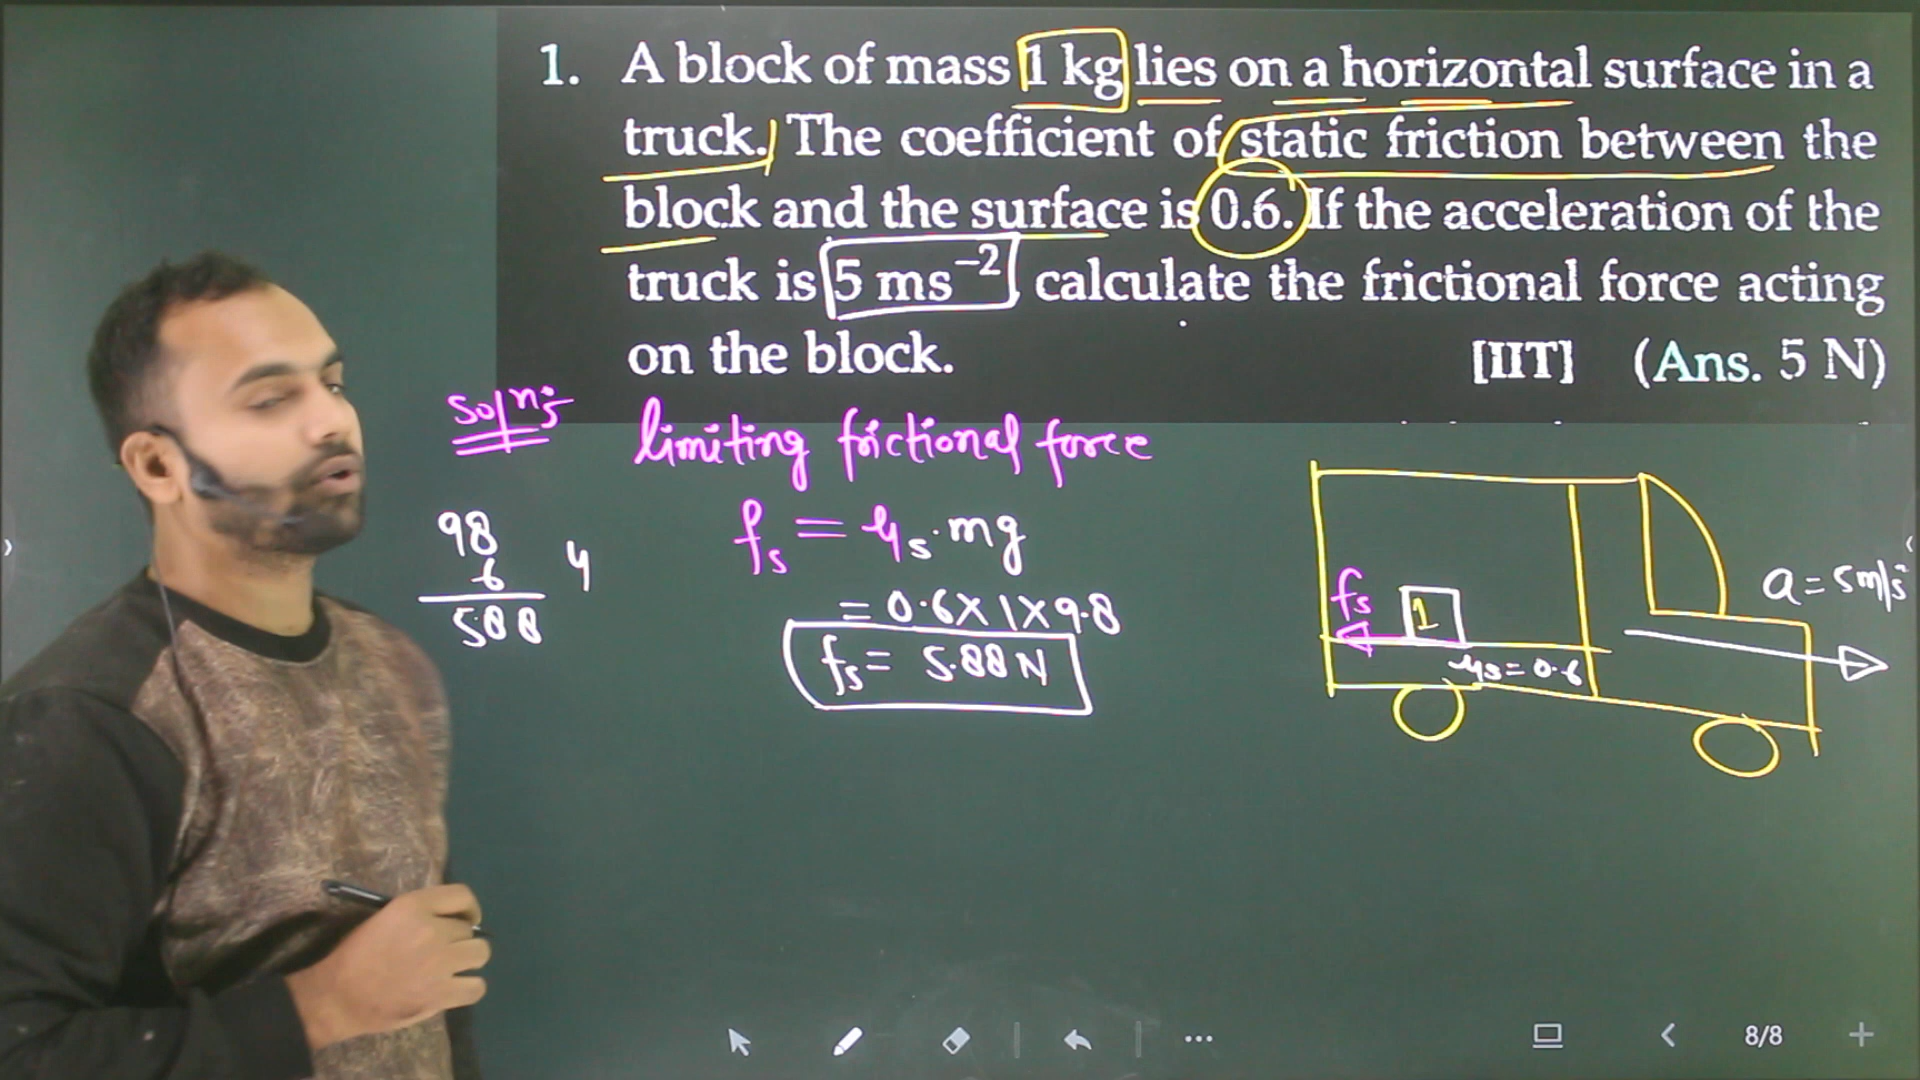 1. A block of mass 1 kg lies on a horizontal surface in a
truck. The coefficient of static friction between the
block and the surface is 0.6. If the acceleration of the
truck is 5 ms⁻², calculate the frictional force acting
on the block. [IIT] (Ans. 5 N)
Soln:
limiting frictional force
fs = μs.mg
= 0.6×1×9.8
fs = 5.88 N
98
6
588
4
fs
1
μs = 0.6
a = 5m/s²
8/8